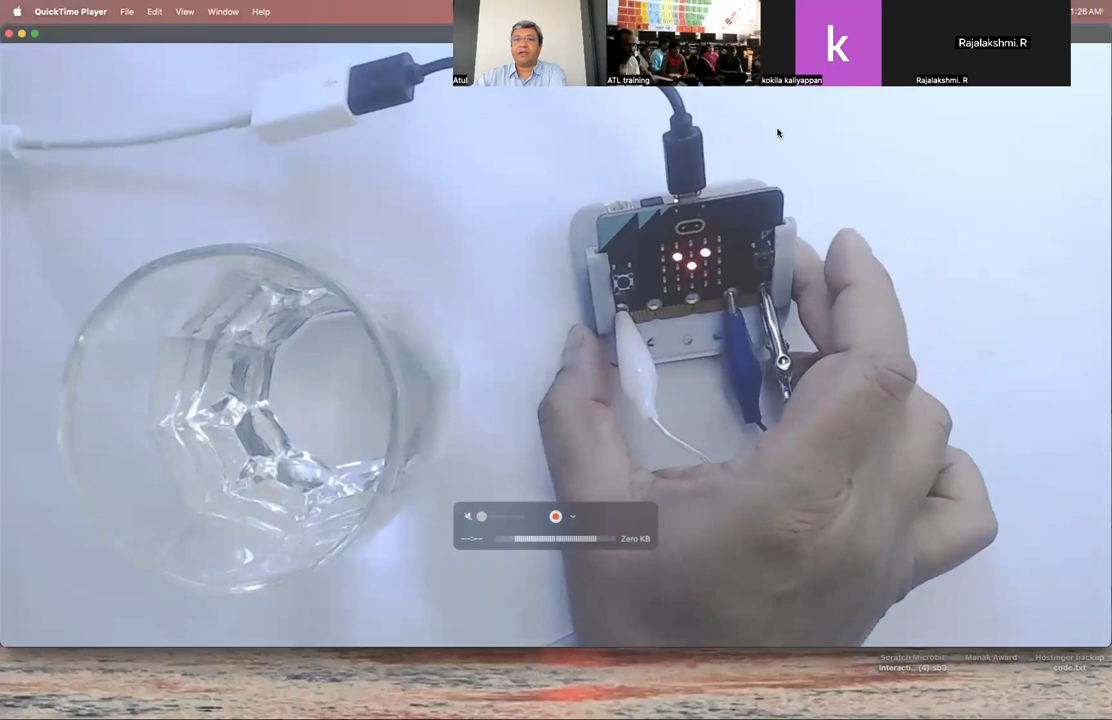 QuickTime Player File Edit View Window Help
1:26 AM
Atul
ATL training
k
kokila kaliyappan
Rajalakshmi. R
Rajalakshmi. R
--:--
Zero KB
Scratch Microbit Manak Award Hostinger backup
Interacti... (4).sb3 code.txt